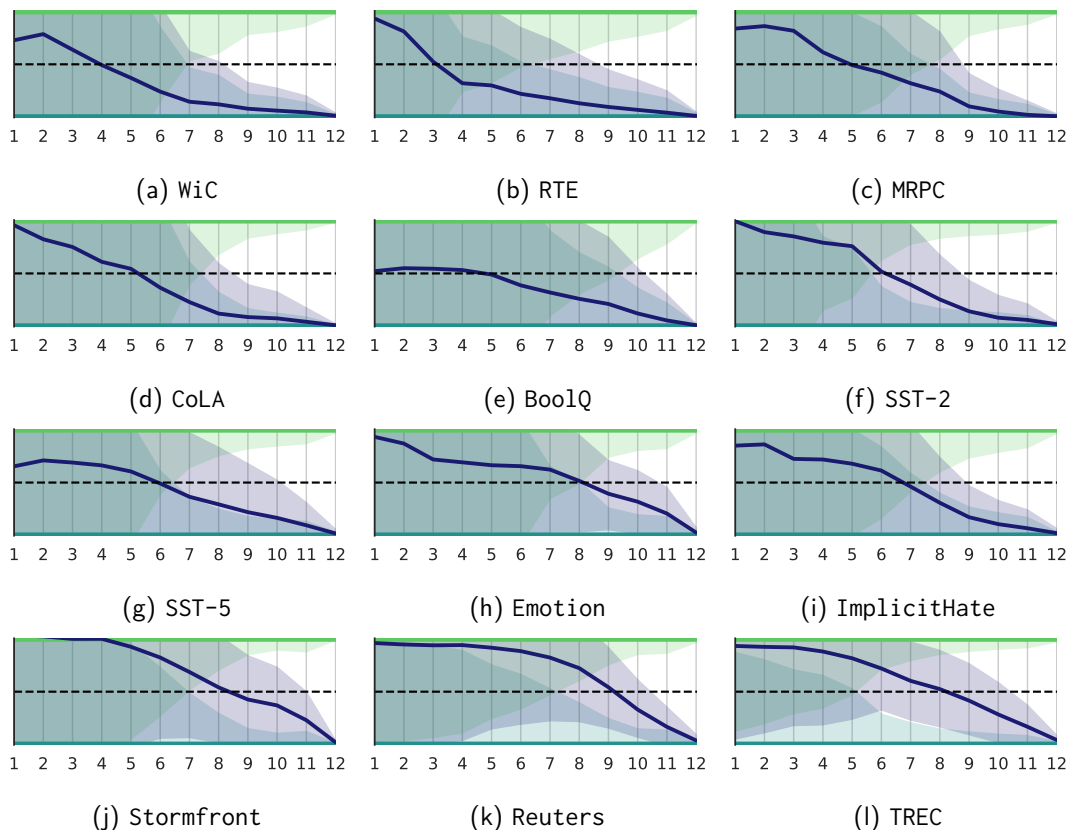 1 2 3 4 5 6 7 8 9 10 11 12 1 2 3 4 5 6 7 8 9 10 11 12 1 2 3 4 5 6 7 8 9 10 11 12
(a) WiC (b) RTE (c) MRPC
1 2 3 4 5 6 7 8 9 10 11 12 1 2 3 4 5 6 7 8 9 10 11 12 1 2 3 4 5 6 7 8 9 10 11 12
(d) CoLA (e) BoolQ (f) SST-2
1 2 3 4 5 6 7 8 9 10 11 12 1 2 3 4 5 6 7 8 9 10 11 12 1 2 3 4 5 6 7 8 9 10 11 12
(g) SST-5 (h) Emotion (i) ImplicitHate
1 2 3 4 5 6 7 8 9 10 11 12 1 2 3 4 5 6 7 8 9 10 11 12 1 2 3 4 5 6 7 8 9 10 11 12
(j) Stormfront (k) Reuters (l) TREC